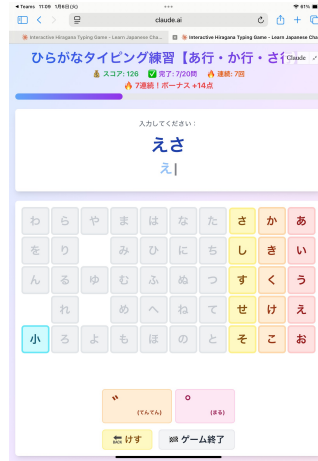 ◀ Teams 11:09 1月6日(火)
61%
claude.ai
Interactive Hiragana Typing Game - Learn Japanese Cha...
Interactive Hiragana Typing Game - Learn Japanese Chara...
ひらがなタイピング練習【あ行・か行・さ行
Claude
💰 スコア: 126 ✅ 完了: 7/20問 🔥 連続: 7回
🔥 7連続！ボーナス +14点
入力してください：
えさ
え|
わ ら や ま は な た さ か あ
を り み ひ に ち し き い
ん る ゆ む ふ ぬ つ す く う
れ め へ ね て せ け え
小 ろ よ も ほ の と そ こ お
゛ (てんてん) ゜ (まる)
🔙 けす 🏁 ゲーム終了